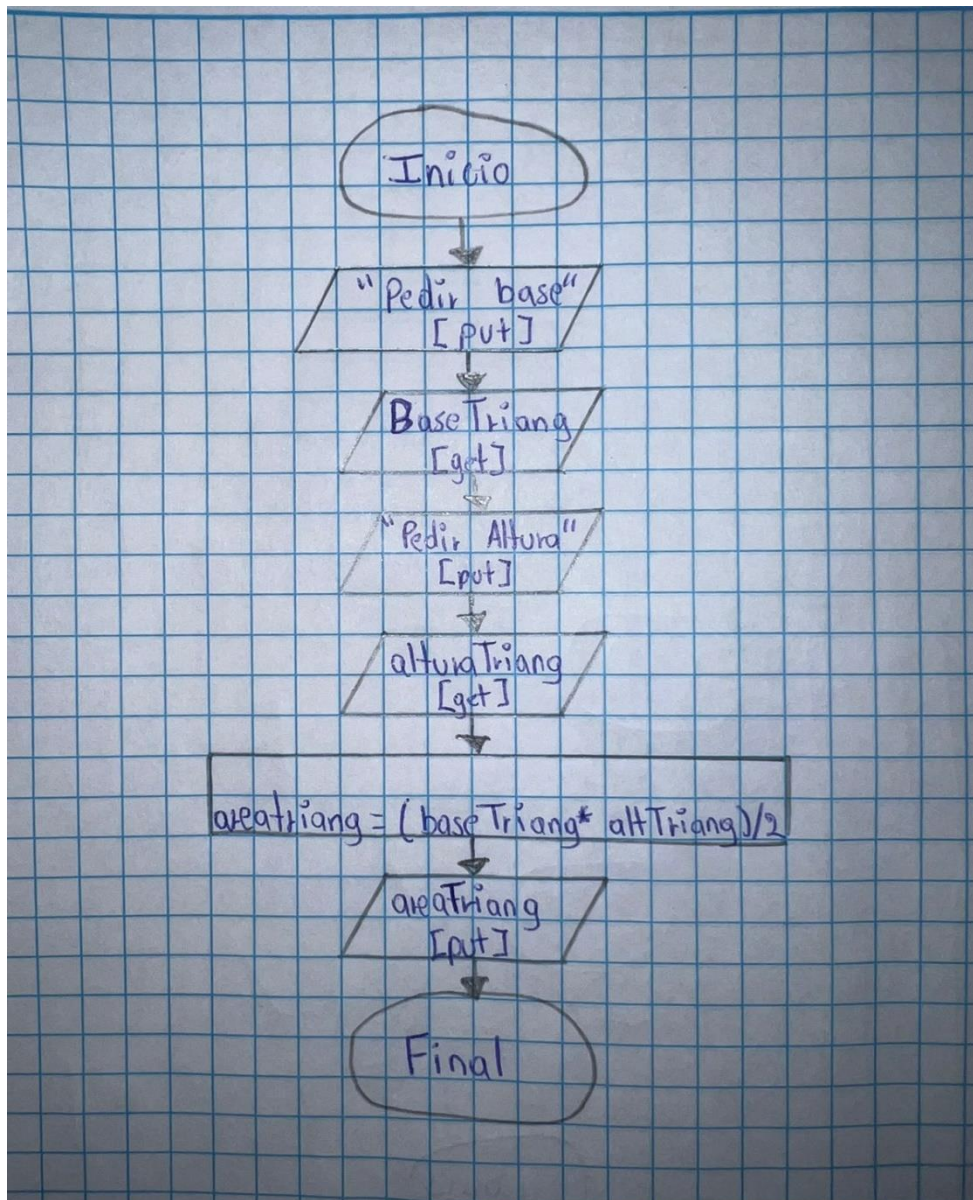 Inicio
"Pedir base"
[put]
BaseTriang
[get]
"Pedir Altura"
[put]
alturaTriang
[get]
areatriang = (baseTriang* altTriang)/2
areaTriang
[put]
Final